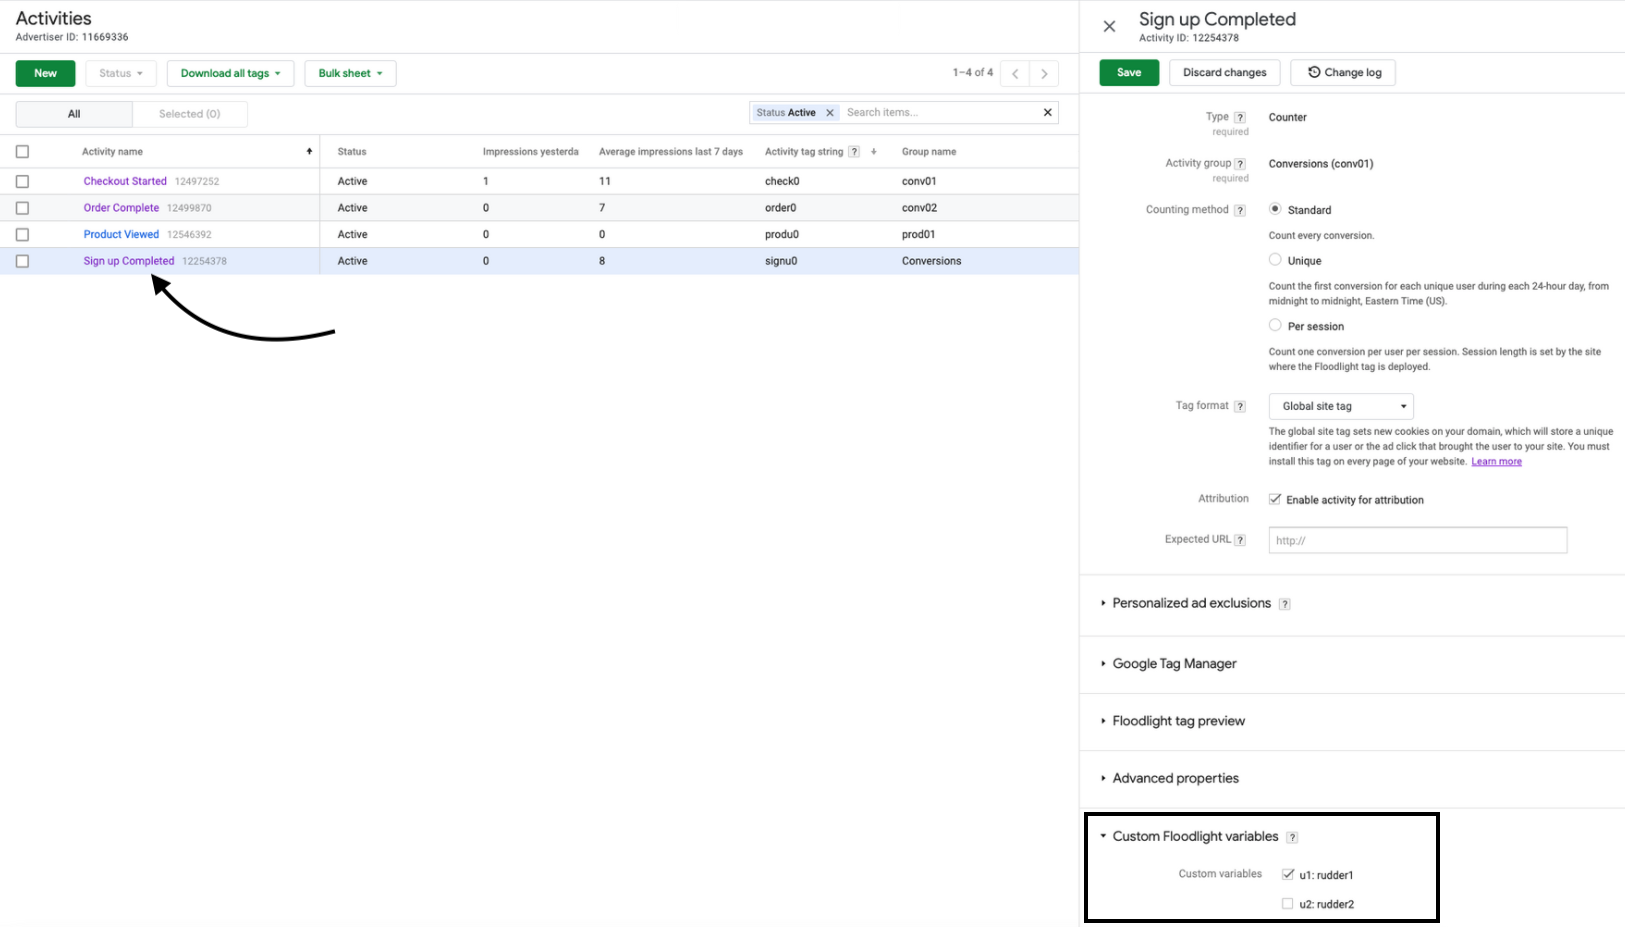 Activities
Advertiser ID: 11669336
New
Status
Download all tags
Bulk sheet
1–4 of 4
All
Selected (0)
Status Active
Search items...
Activity name
Status
Impressions yesterda
Average impressions last 7 days
Activity tag string ?
Group name
Checkout Started 12497252 Active 1 11 check0 conv01
Order Complete 12499870 Active 0 7 order0 conv02
Product Viewed 12546392 Active 0 0 produ0 prod01
Sign up Completed 12254378 Active 0 8 signu0 Conversions
Sign up Completed
Activity ID: 12254378
Save
Discard changes
Change log
Type ? Counter
required
Activity group ? Conversions (conv01)
required
Counting method ? Standard
Count every conversion.
Unique
Count the first conversion for each unique user during each 24-hour day, from
midnight to midnight, Eastern Time (US).
Per session
Count one conversion per user per session. Session length is set by the site
where the Floodlight tag is deployed.
Tag format ? Global site tag
The global site tag sets new cookies on your domain, which will store a unique
identifier for a user or the ad click that brought the user to your site. You must
install this tag on every page of your website. Learn more
Attribution Enable activity for attribution
Expected URL ? http://
Personalized ad exclusions ?
Google Tag Manager
Floodlight tag preview
Advanced properties
Custom Floodlight variables ?
Custom variables u1: rudder1
u2: rudder2